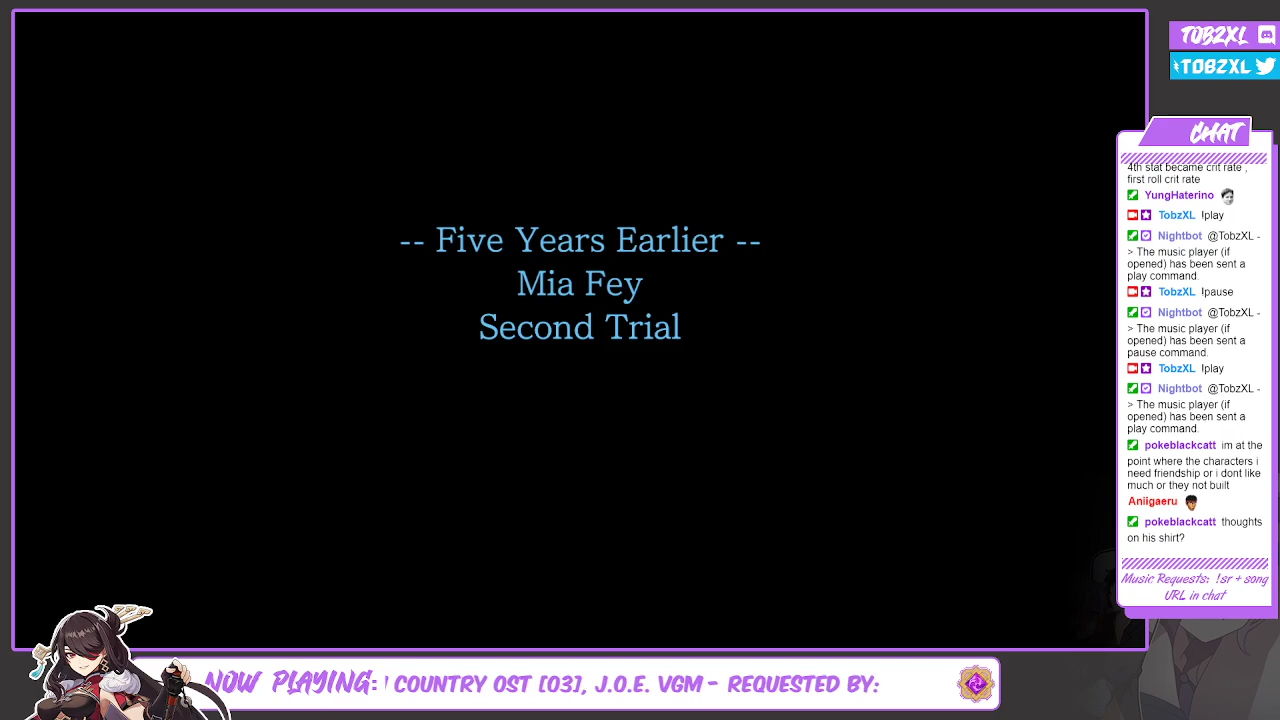 -- Five Years Earlier --
Mia Fey
Second Trial
TOBZXL
TOBZXL
CHAT
4th stat became crit rate ,
first roll crit rate
YungHaterino
TobzXL !play
Nightbot @TobzXL -
> The music player (if
opened) has been sent a
play command.
TobzXL !pause
Nightbot @TobzXL -
> The music player (if
opened) has been sent a
pause command.
TobzXL !play
Nightbot @TobzXL -
> The music player (if
opened) has been sent a
play command.
pokeblackcatt im at the
point where the characters i
need friendship or i dont like
much or they not built
Aniigaeru
pokeblackcatt thoughts
on his shirt?
Music Requests: !sr + song
URL in chat
NOW PLAYING: COUNTRY OST [03], J.O.E. VGM - REQUESTED BY: